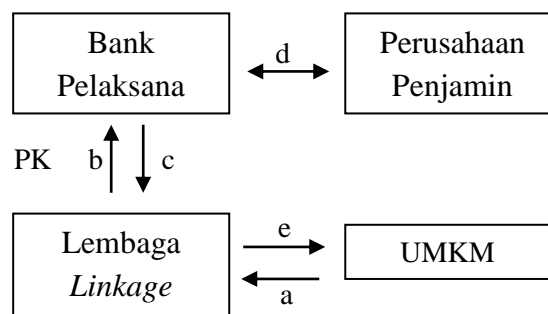 Bank
Pelaksana
d
Perusahaan
Penjamin
PK
b
c
Lembaga
Linkage
e
a
UMKM